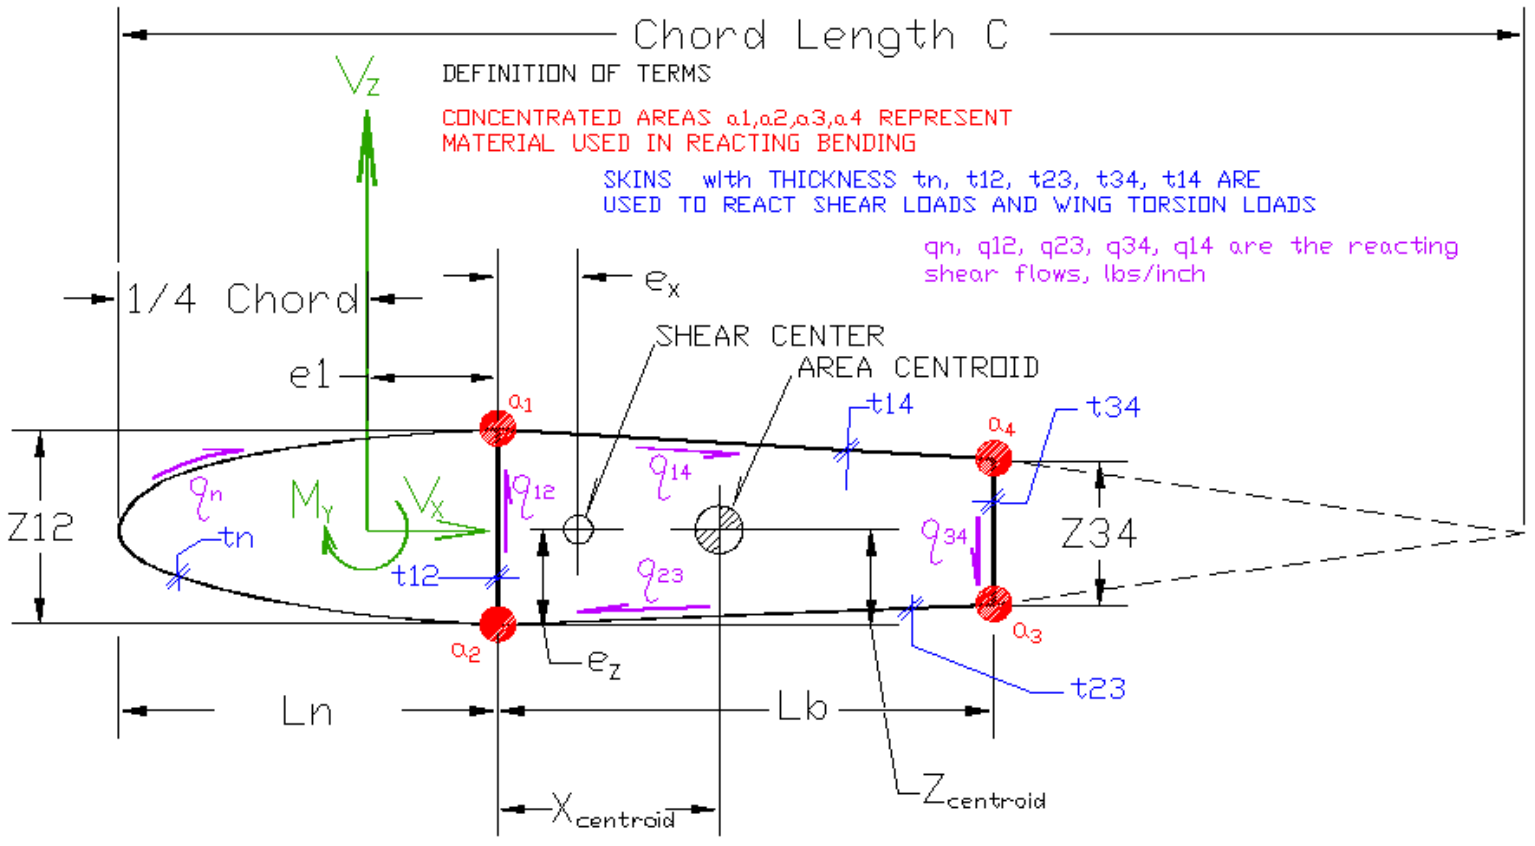 Chord Length C
Vz
DEFINITION OF TERMS
CONCENTRATED AREAS a1,a2,a3,a4 REPRESENT
MATERIAL USED IN REACTING BENDING
SKINS with THICKNESS tn, t12, t23, t34, t14 ARE
USED TO REACT SHEAR LOADS AND WING TORSION LOADS
qn, q12, q23, q34, q14 are the reacting
shear flows, lbs/inch
1/4 Chord
ex
SHEAR CENTER
AREA CENTROID
e1
a1
t14
t34
a4
qn
q14
q12
My
Vx
Z12
tn
t12
q34
Z34
q23
a2
ez
a3
t23
Ln
Lb
Xcentroid
Zcentroid